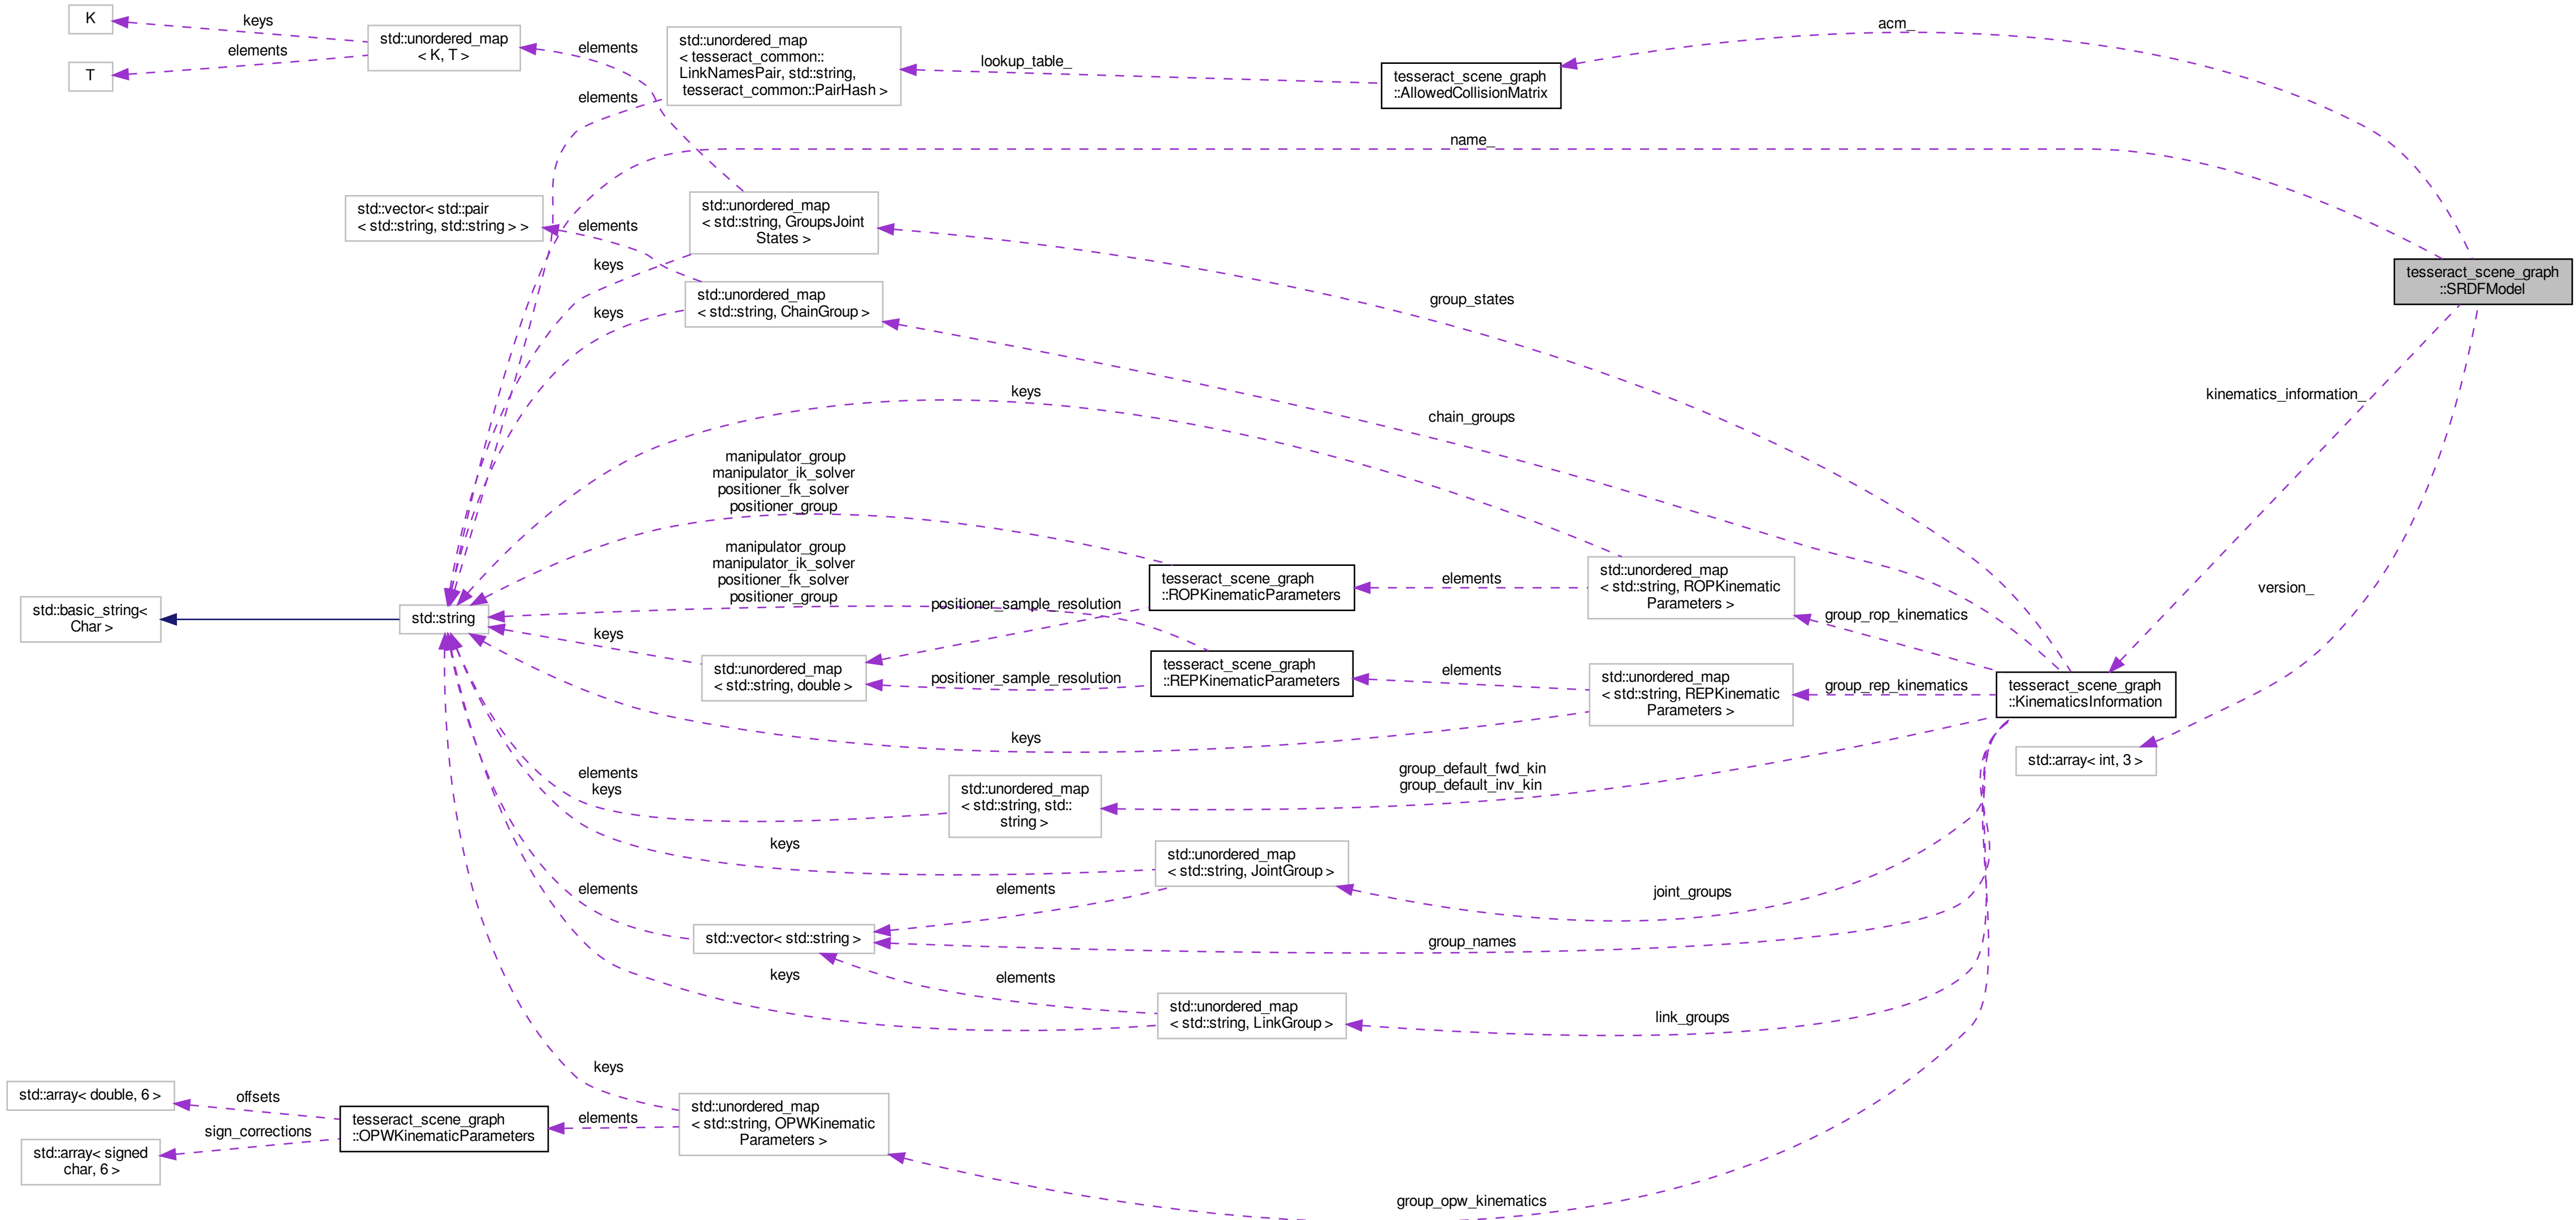 K
keys
std::unordered_map
< K, T >
elements
T
elements
std::unordered_map
< tesseract_common::
LinkNamesPair, std::string,
tesseract_common::PairHash >
elements
lookup_table_
tesseract_scene_graph
::AllowedCollisionMatrix
acm_
name_
std::vector< std::pair
< std::string, std::string > >
elements
std::unordered_map
< std::string, GroupsJoint
States >
keys
std::unordered_map
< std::string, ChainGroup >
keys
group_states
tesseract_scene_graph
::SRDFModel
keys
chain_groups
kinematics_information_
manipulator_group
manipulator_ik_solver
positioner_fk_solver
positioner_group
manipulator_group
manipulator_ik_solver
positioner_fk_solver
positioner_group
std::basic_string<
Char >
std::string
positioner_sample_resolution
tesseract_scene_graph
::ROPKinematicParameters
elements
std::unordered_map
< std::string, ROPKinematic
Parameters >
group_rop_kinematics
version_
keys
std::unordered_map
< std::string, double >
positioner_sample_resolution
tesseract_scene_graph
::REPKinematicParameters
elements
std::unordered_map
< std::string, REPKinematic
Parameters >
group_rep_kinematics
tesseract_scene_graph
::KinematicsInformation
keys
std::array< int, 3 >
elements
keys
std::unordered_map
< std::string, std::
string >
group_default_fwd_kin
group_default_inv_kin
keys
std::unordered_map
< std::string, JointGroup >
elements
elements
joint_groups
std::vector< std::string >
group_names
keys
elements
std::unordered_map
< std::string, LinkGroup >
link_groups
keys
std::array< double, 6 >
offsets
tesseract_scene_graph
::OPWKinematicParameters
elements
std::unordered_map
< std::string, OPWKinematic
Parameters >
sign_corrections
std::array< signed
char, 6 >
group_opw_kinematics